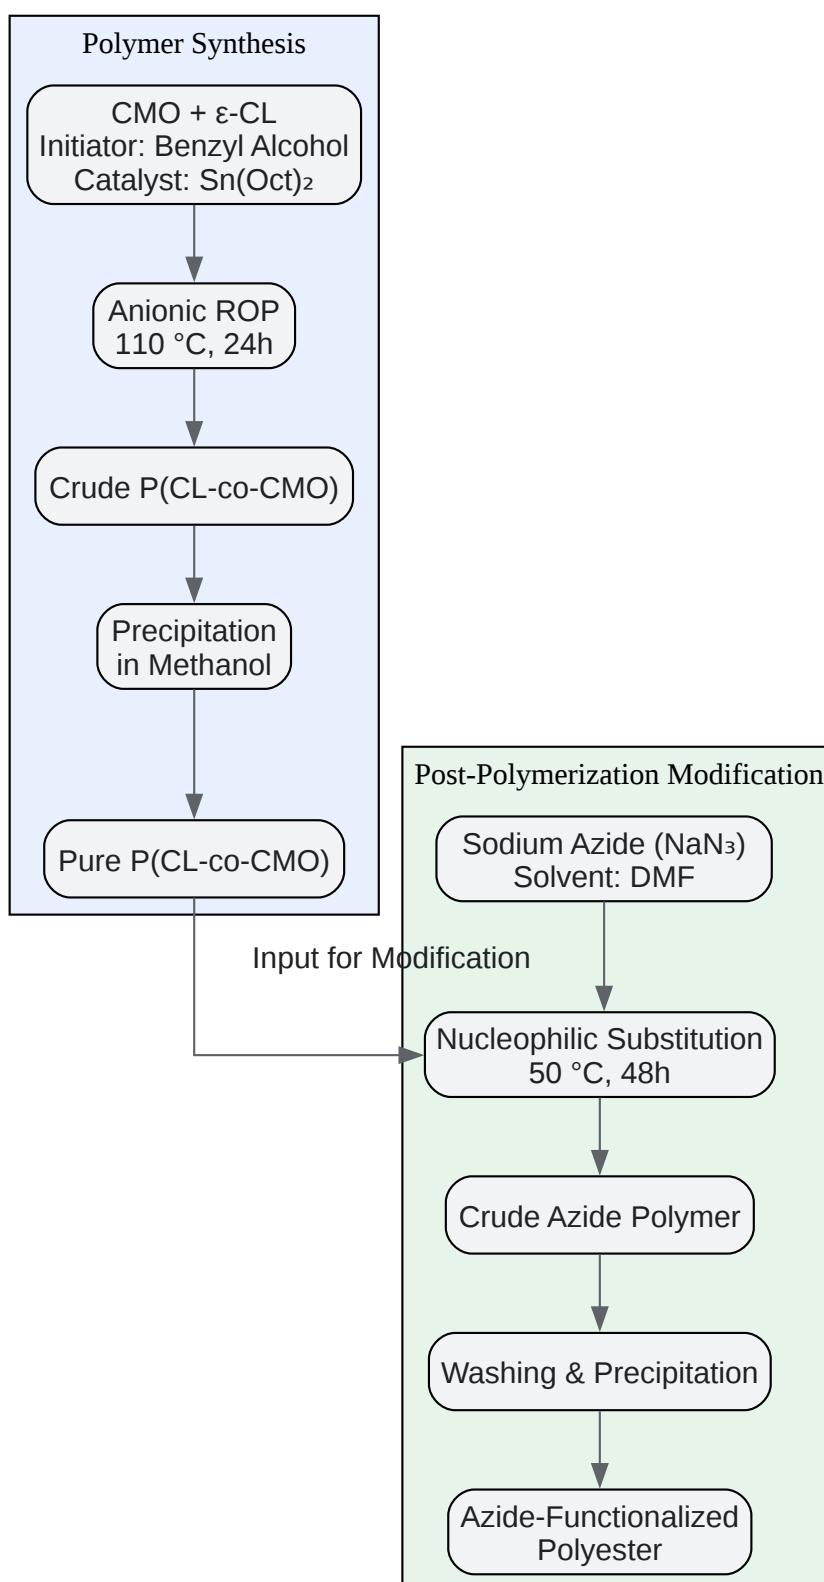 Polymer Synthesis
CMO + ε-CL
Initiator: Benzyl Alcohol
Catalyst: Sn(Oct)₂
Anionic ROP
110 °C, 24h
Crude P(CL-co-CMO)
Precipitation
in Methanol
Pure P(CL-co-CMO)
Input for Modification
Post-Polymerization Modification
Sodium Azide (NaN₃)
Solvent: DMF
Nucleophilic Substitution
50 °C, 48h
Crude Azide Polymer
Washing & Precipitation
Azide-Functionalized
Polyester